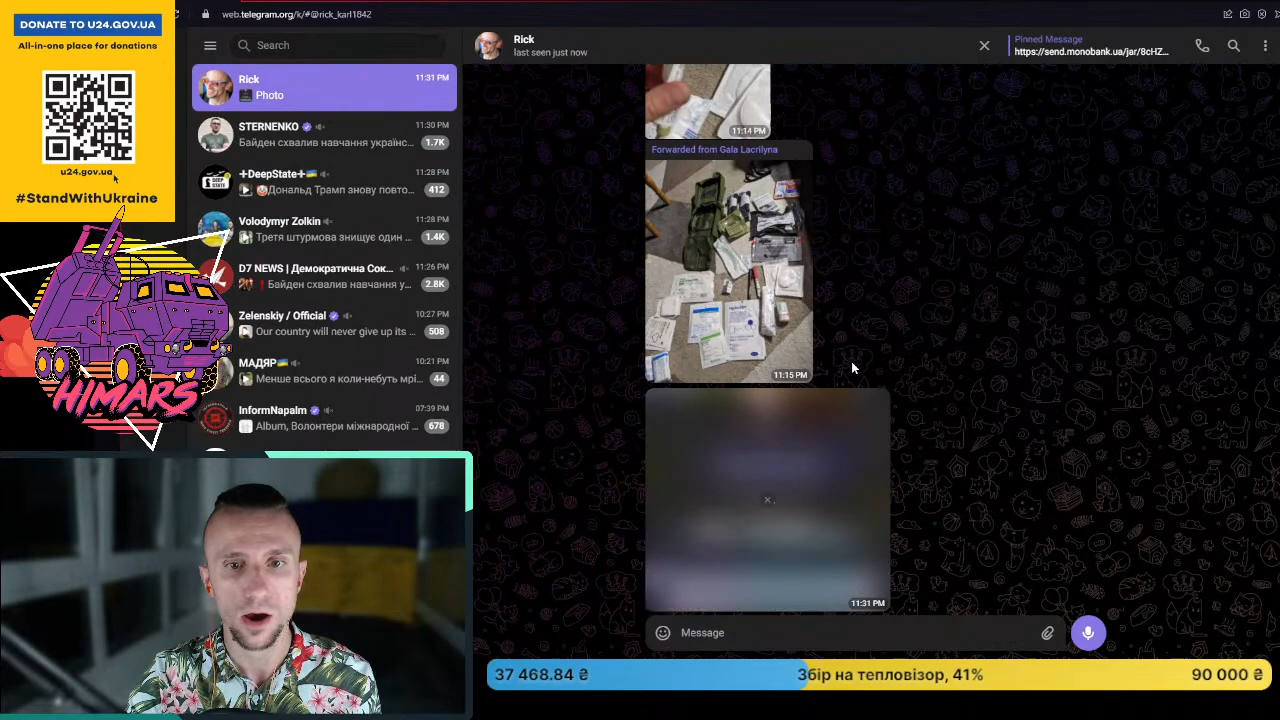 DONATE TO U24.GOV.UA
All-in-one place for donations
u24.gov.ua
#StandWithUkraine
HIMARS
web.telegram.org/k/#@rick_karl1842
Search
Rick
11:31 PM
Photo
STERNENKO
11:30 PM
Байден схвалив навчання українс...
1.7K
+DeepState+
11:28 PM
Дональд Трамп знову повто...
412
Volodymyr Zolkin
11:28 PM
Третя штурмова знищує один ...
1.4K
D7 NEWS | Демократична Сок...
11:26 PM
Байден схвалив навчання у...
2.8K
Zelenskiy / Official
10:27 PM
Our country will never give up its ...
508
МАДЯР
10:21 PM
Менше всього я коли-небуть мрі...
44
InformNapalm
07:39 PM
Album, Волонтери міжнародної ...
678
Rick
last seen just now
Pinned Message
https://send.monobank.ua/jar/8cHZ...
11:14 PM
Forwarded from Gala Lacrilyna
11:15 PM
11:31 PM
Message
37 468.84 ₴
Збір на тепловізор, 41%
90 000 ₴